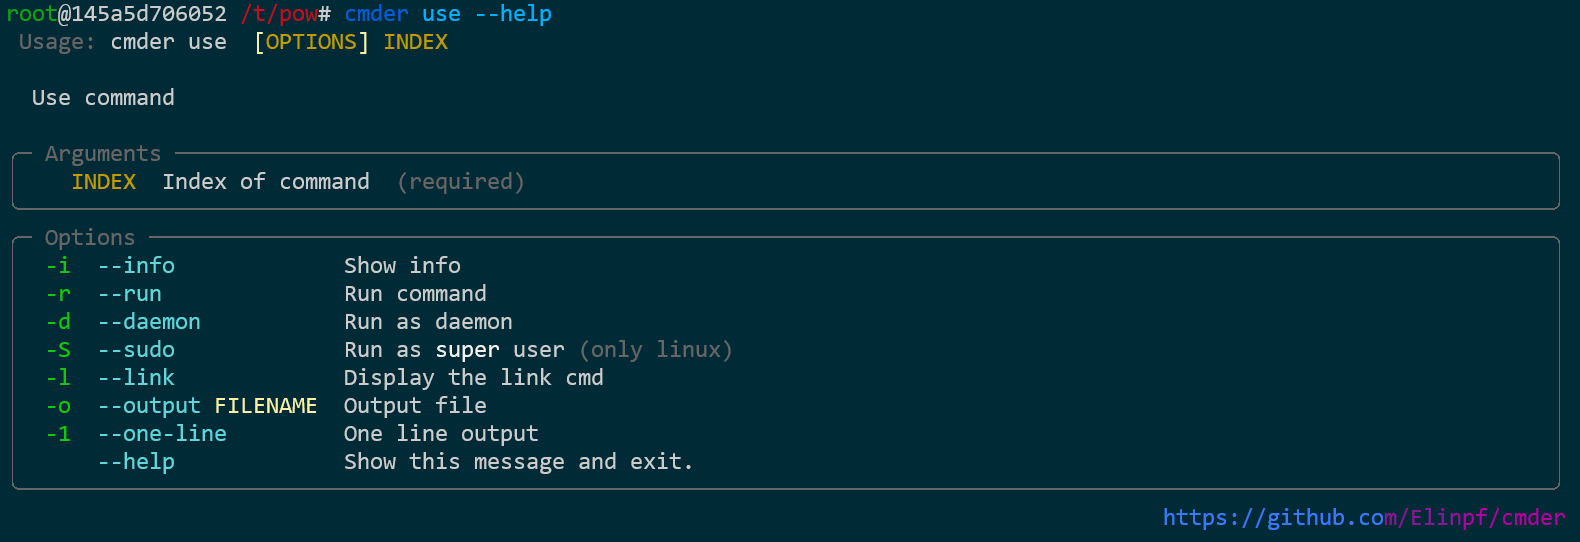 root@145a5d706052 /t/pow# cmder use --help
Usage: cmder use [OPTIONS] INDEX
Use command
Arguments
INDEX Index of command (required)
Options
-i --info Show info
-r --run Run command
-d --daemon Run as daemon
-S --sudo Run as super user (only linux)
-l --link Display the link cmd
-o --output FILENAME Output file
-1 --one-line One line output
--help Show this message and exit.
https://github.com/Elinpf/cmder